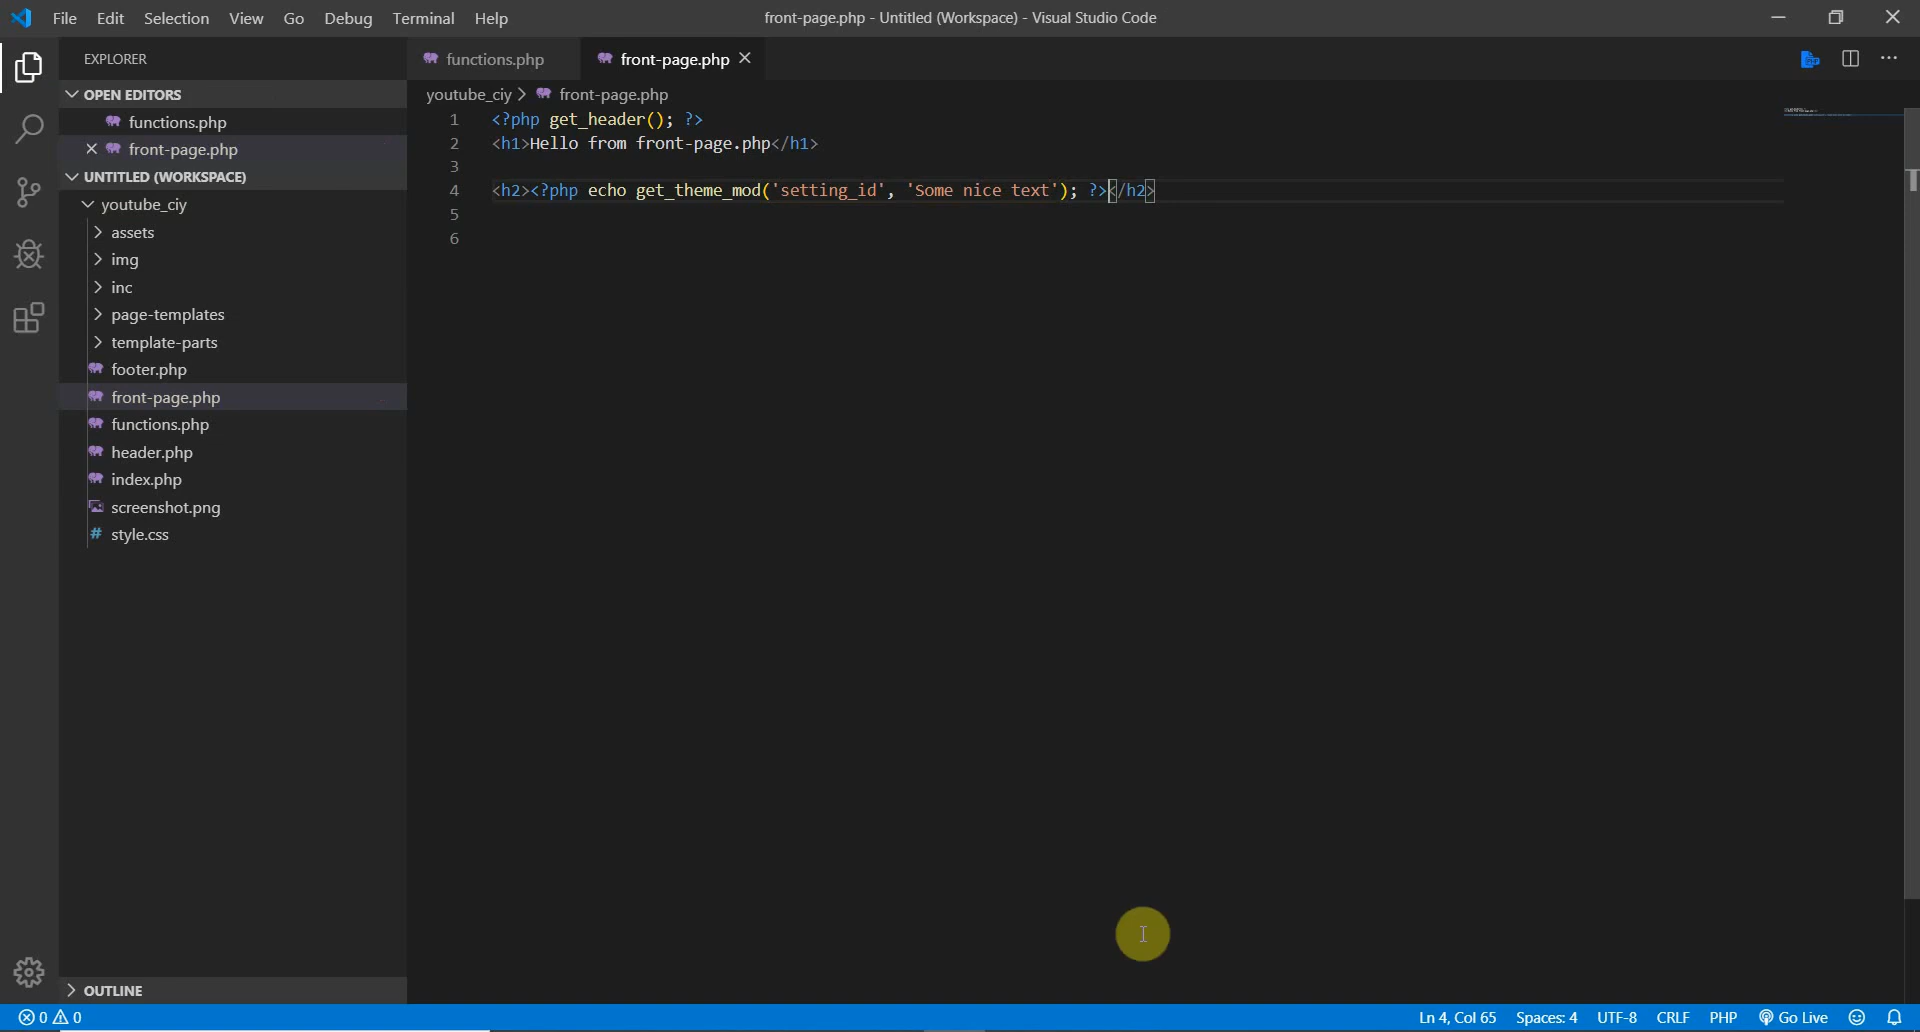 File Edit Selection View Go Debug Terminal Help
front-page.php - Untitled (Workspace) - Visual Studio Code
EXPLORER
OPEN EDITORS
functions.php
front-page.php
UNTITLED (WORKSPACE)
youtube_ciy
assets
img
inc
page-templates
template-parts
footer.php
front-page.php
functions.php
header.php
index.php
screenshot.png
# style.css
OUTLINE
functions.php front-page.php
youtube_ciy > front-page.php
1 <?php get_header(); ?>
2 <h1>Hello from front-page.php</h1>
3
4 <h2><?php echo get_theme_mod('setting_id', 'Some nice text'); ?></h2>
5
6
0 0 Ln 4, Col 65 Spaces: 4 UTF-8 CRLF PHP Go Live